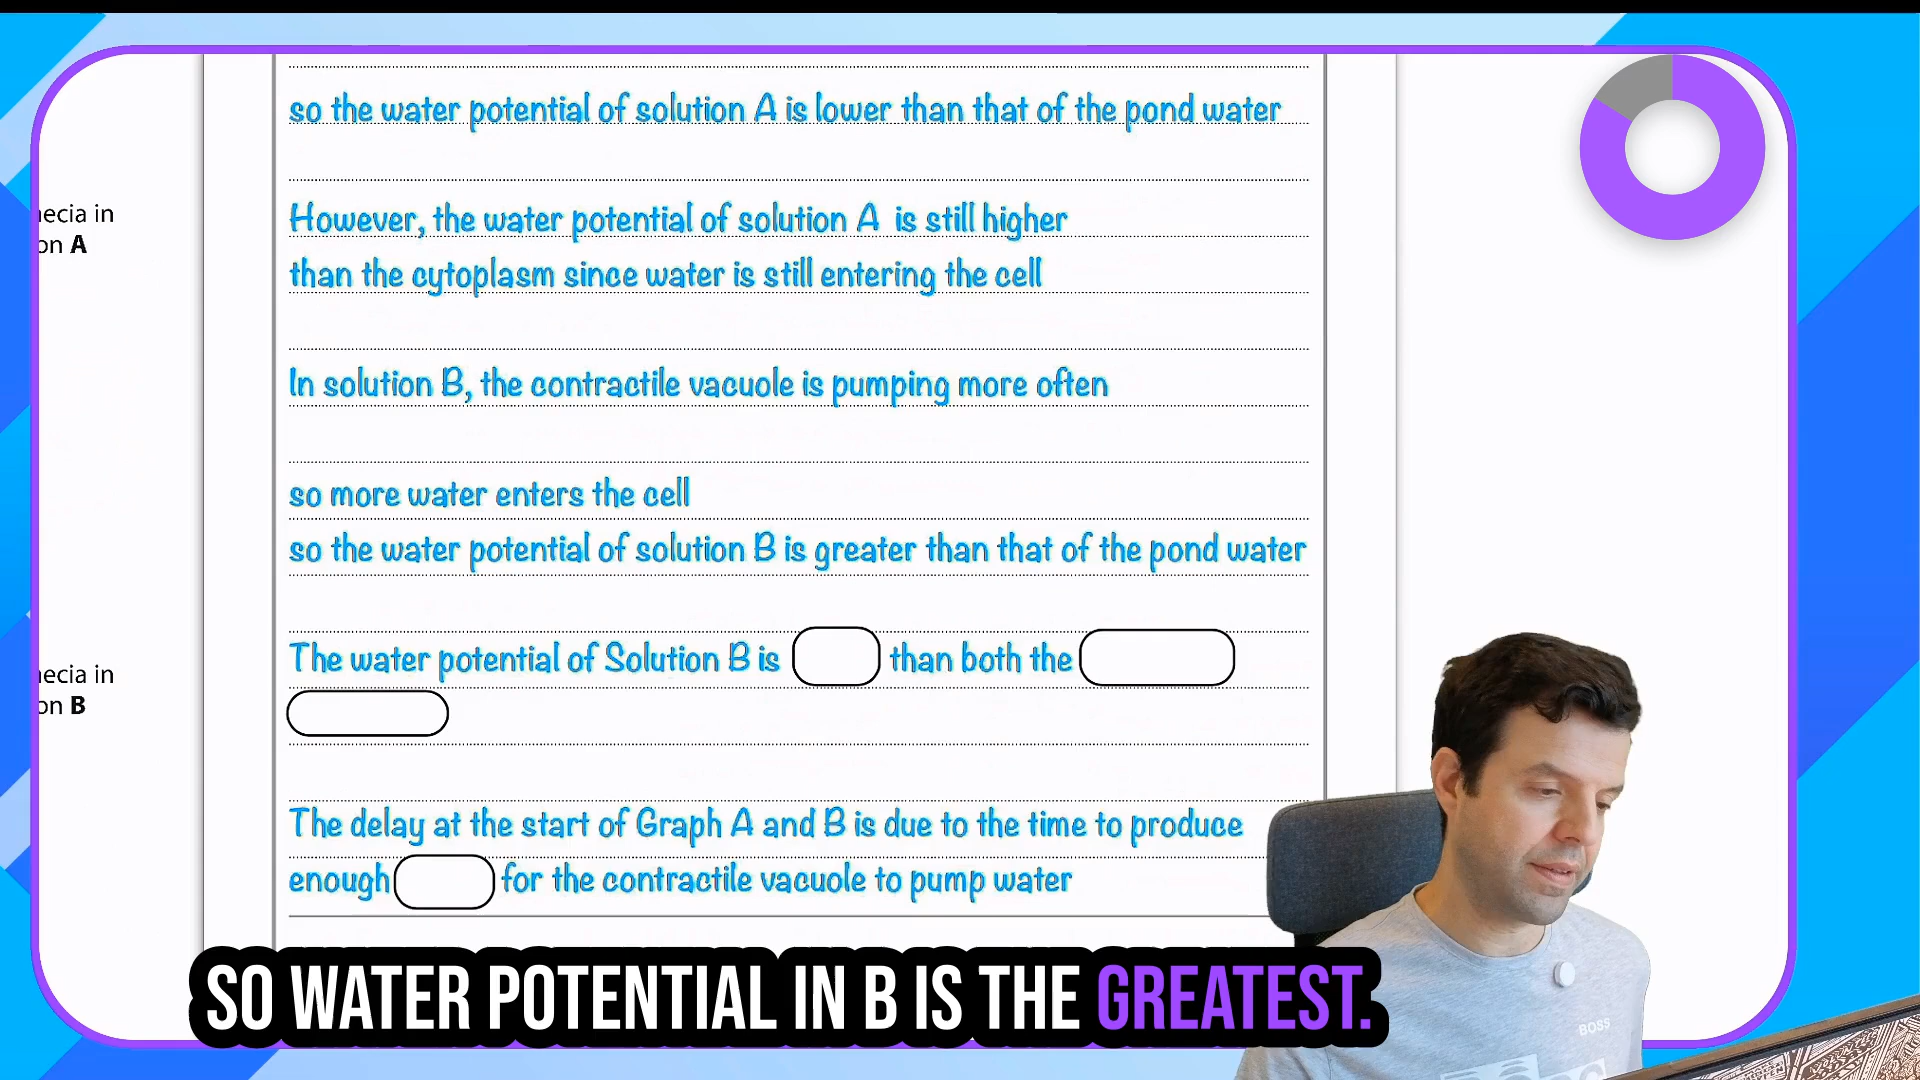 so the water potential of solution A is lower than that of the pond water
ecia in
on A
However, the water potential of solution A is still higher
than the cytoplasm since water is still entering the cell
In solution B, the contractile vacuole is pumping more often
so more water enters the cell
so the water potential of solution B is greater than that of the pond water
The water potential of Solution B is than both the
ecia in
on B
The delay at the start of Graph A and B is due to the time to produce
enough for the contractile vacuole to pump water
SO WATER POTENTIAL IN B IS THE GREATEST.
BOSS